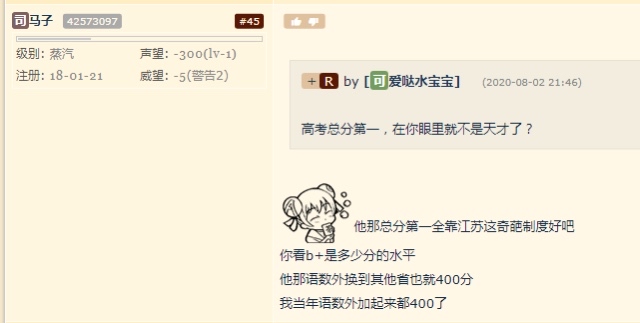 司马子 42573097 #45
级别: 蒸汽 声望: -300(lv-1)
注册: 18-01-21 威望: -5(警告2)
+ R by [可爱哒水宝宝] (2020-08-02 21:46)
高考总分第一，在你眼里就不是天才了？
他那总分第一全靠江苏这奇葩制度好吧
你看b+是多少分的水平
他那语数外换到其他省也就400分
我当年语数外加起来都400了